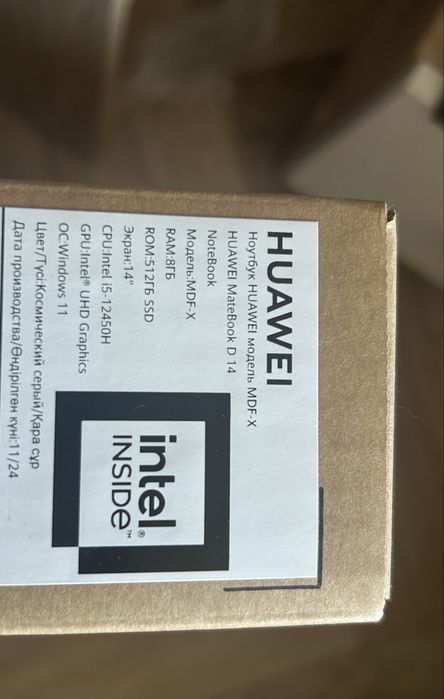 HUAWEI
Ноутбук HUAWEI модель MDF-X
HUAWEI MateBook D 14
NoteBook
Модель:MDF-X
RAM:8ГБ
ROM:512ГБ SSD
Экран:14"
CPU:Intel i5-12450H
GPU:Intel® UHD Graphics
ОС:Windows 11
Цвет/Түсі:Космический серый/Қара сұр
Дата производства/Өндірілген күні:11/24
intel®
INSIDE™